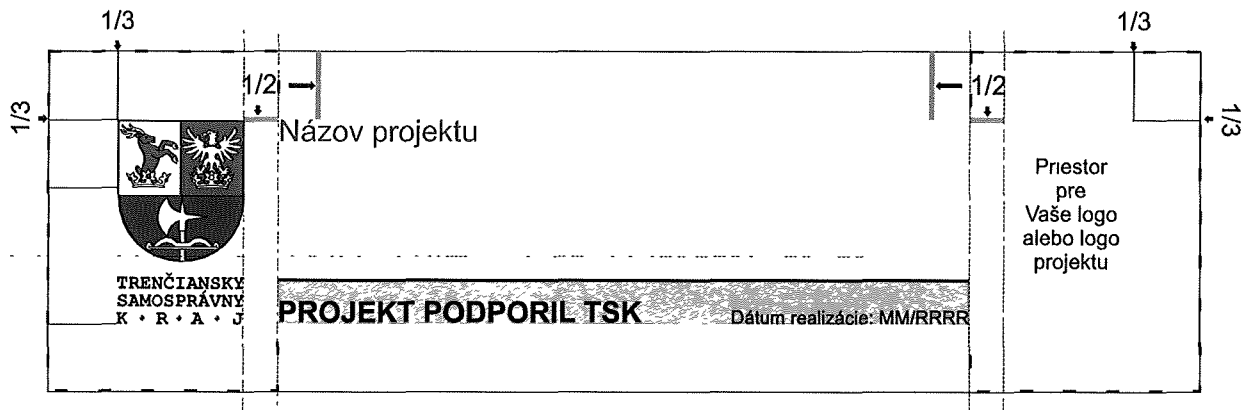 1/3
1/3
1/2
1/2
1/3
1/3
Názov projektu
Priestor
pre
Vaše logo
alebo logo
projektu
TRENČIANSKY
SAMOSPRÁVNY
K • R • A • J
PROJEKT PODPORIL TSK
Dátum realizácie: MM/RRRR